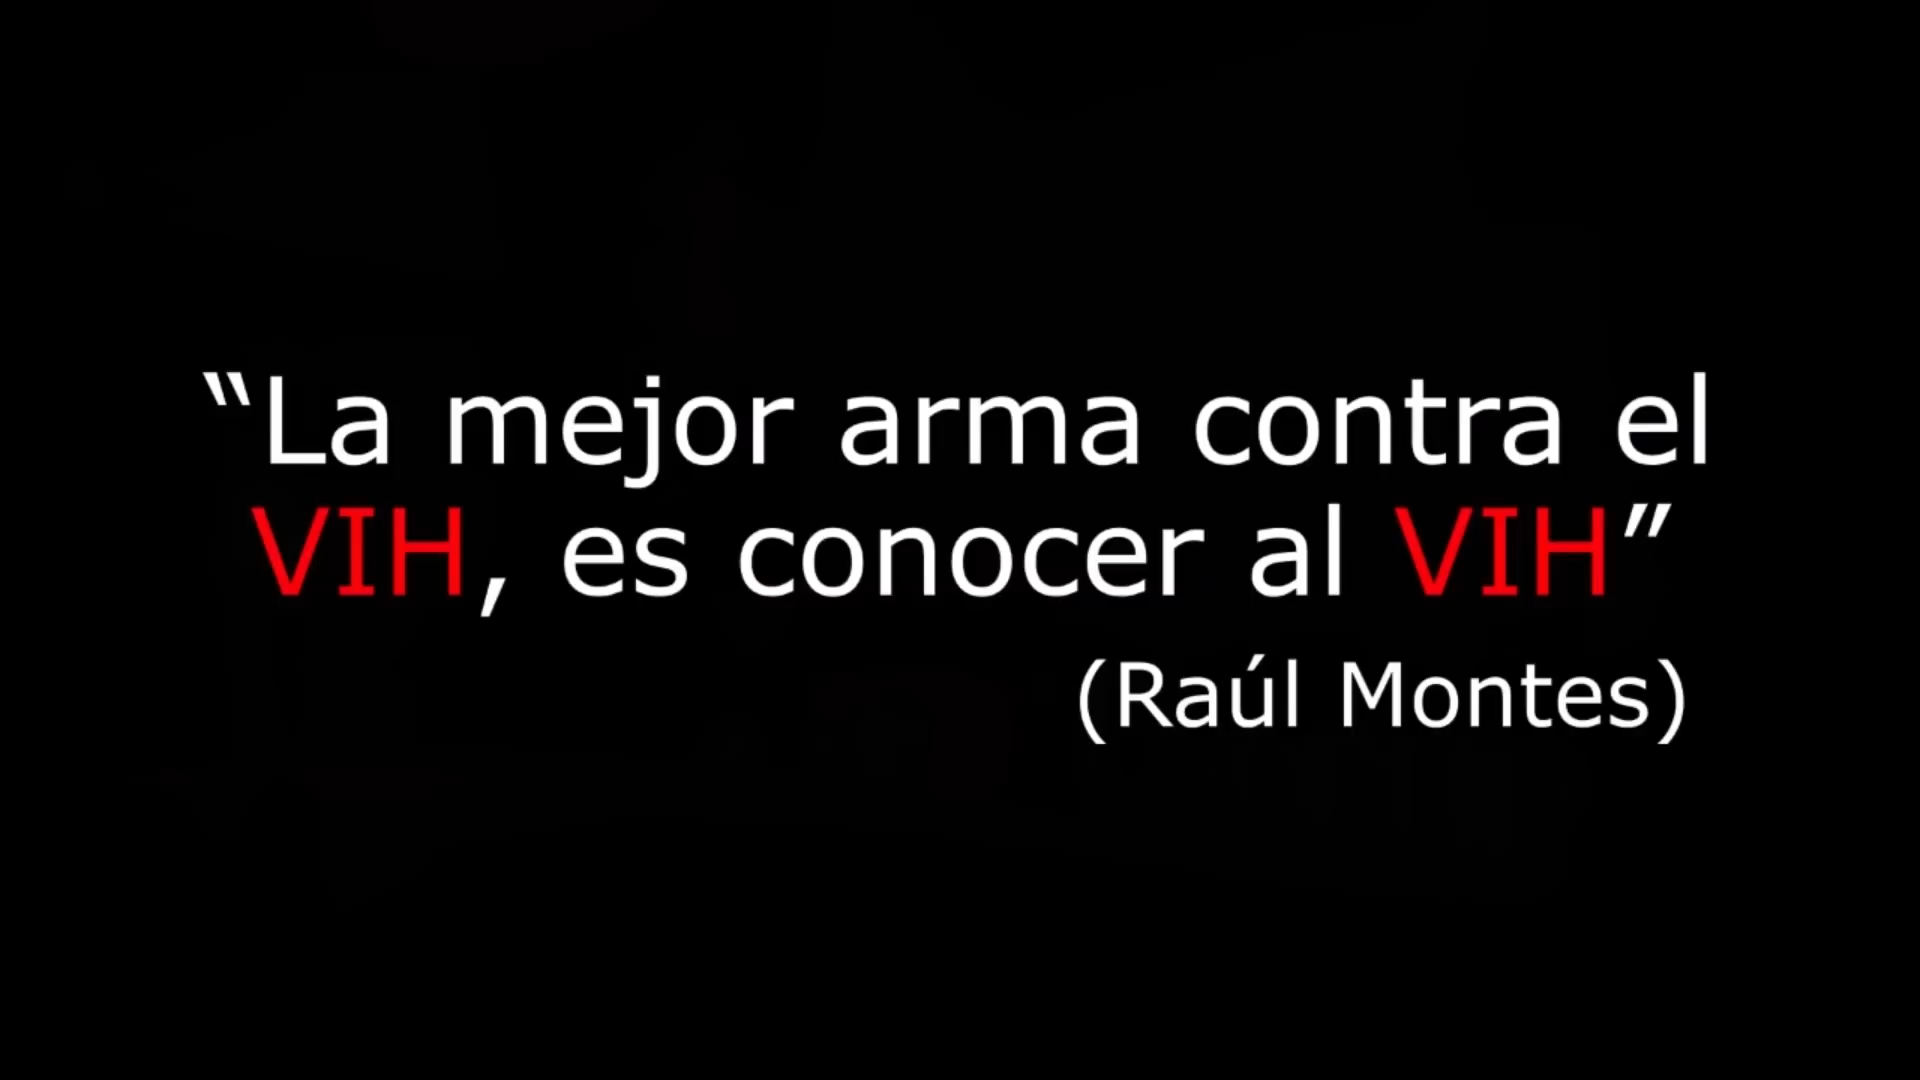 “La mejor arma contra el
VIH, es conocer al VIH”
(Raúl Montes)